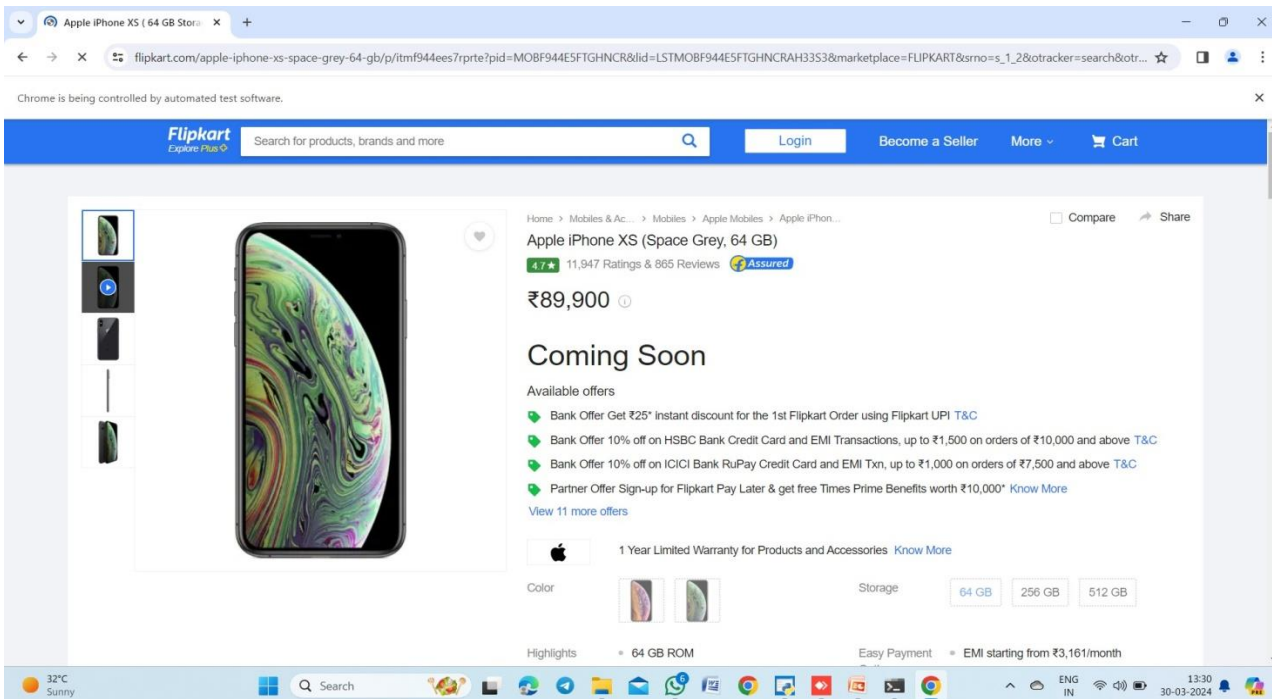 Apple iPhone XS ( 64 GB Stora
flipkart.com/apple-iphone-xs-space-grey-64-gb/p/itmf944ees7rprte?pid=MOBF944E5FTGHNCR&lid=LSTMOBF944E5FTGHNCRAH33S3&marketplace=FLIPKART&srno=s_1_2&otracker=search&otr...
Chrome is being controlled by automated test software.
Flipkart
Explore Plus
Search for products, brands and more
Login
Become a Seller
More
Cart
Home > Mobiles & Ac... > Mobiles > Apple Mobiles > Apple iPhon...
Compare
Share
Apple iPhone XS (Space Grey, 64 GB)
4.7★ 11,947 Ratings & 865 Reviews Assured
₹89,900
Coming Soon
Available offers
Bank Offer Get ₹25* instant discount for the 1st Flipkart Order using Flipkart UPI T&C
Bank Offer 10% off on HSBC Bank Credit Card and EMI Transactions, up to ₹1,500 on orders of ₹10,000 and above T&C
Bank Offer 10% off on ICICI Bank RuPay Credit Card and EMI Txn, up to ₹1,000 on orders of ₹7,500 and above T&C
Partner Offer Sign-up for Flipkart Pay Later & get free Times Prime Benefits worth ₹10,000* Know More
View 11 more offers
1 Year Limited Warranty for Products and Accessories Know More
Color
Storage
64 GB
256 GB
512 GB
Highlights
64 GB ROM
Easy Payment
EMI starting from ₹3,161/month
32°C
Sunny
Search
ENG
IN
13:30
30-03-2024